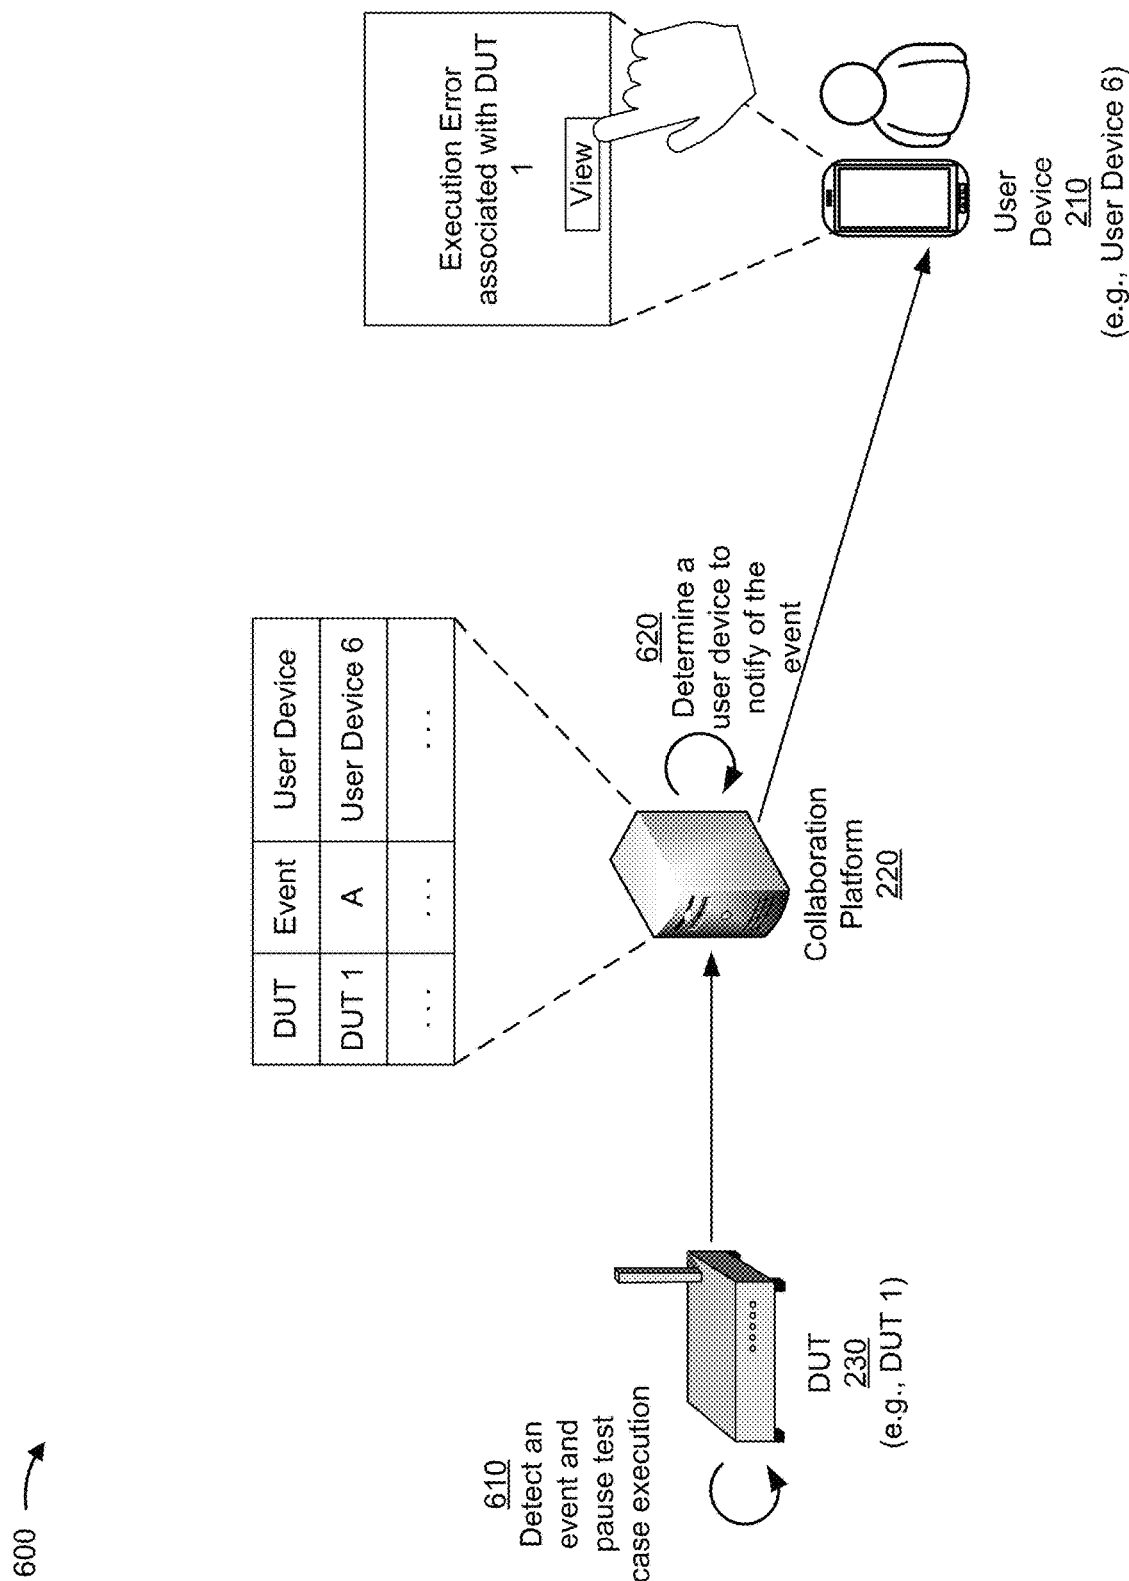 600
610
Detect an
event and
pause test
case execution
DUT
230
(e.g., DUT 1)
DUT Event User Device
DUT 1 A User Device 6
. . . . . . . . .
620
Determine a
user device to
notify of the
event
Collaboration
Platform
220
Execution Error
associated with DUT
1
View
User
Device
210
(e.g., User Device 6)